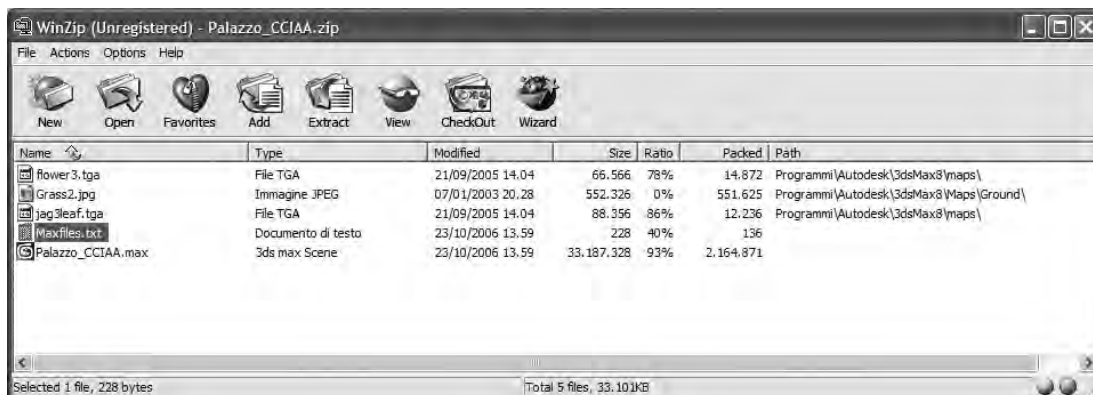 WinZip (Unregistered) - Palazzo_CCIAA.zip
File Actions Options Help
New Open Favorites Add Extract View CheckOut Wizard
Name Type Modified Size Ratio Packed Path
flower3.tga File TGA 21/09/2005 14.04 66.566 78% 14.872 Programmi\Autodesk\3dsMax8\maps\
Grass2.jpg Immagine JPEG 07/01/2003 20.28 552.326 0% 551.625 Programmi\Autodesk\3dsMax8\Maps\Ground\
jag3leaf.tga File TGA 21/09/2005 14.04 88.356 86% 12.236 Programmi\Autodesk\3dsMax8\maps\
Maxfiles.txt Documento di testo 23/10/2006 13.59 228 40% 136
Palazzo_CCIAA.max 3ds max Scene 23/10/2006 13.59 33.187.328 93% 2.164.871
Selected 1 file, 228 bytes Total 5 files, 33.101KB